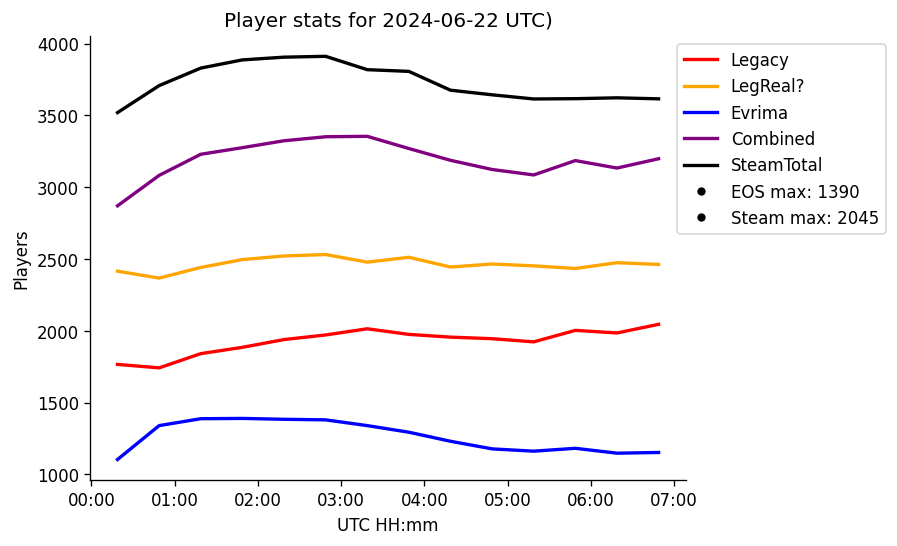 Player stats for 2024-06-22 UTC)
4000
3500
3000
2500
2000
1500
1000
Players
00:00 01:00 02:00 03:00 04:00 05:00 06:00 07:00
UTC HH:mm
Legacy
LegReal?
Evrima
Combined
SteamTotal
EOS max: 1390
Steam max: 2045